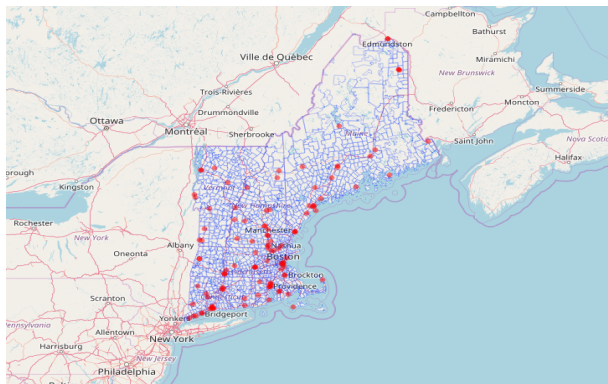 Campbellton
Bathurst
Edmundston
Miramichi
Ville de Québec
New Brunswick
Summerside
Trois-Rivières
Moncton
Fredericton
Drummondville
Ottawa
Montréal
Sherbrooke
Maine
Saint John
Nova Scotia
Halifax
orough
Kingston
Vermont
New Hampshire
Rochester
Manchester
New York
Albany
Nashua
Oneonta
Boston
Brockton
Scranton
Providence
Pennsylvania
Yonkers
Bridgeport
Allentown
New York
Harrisburg
New Jersey
Philadelphia